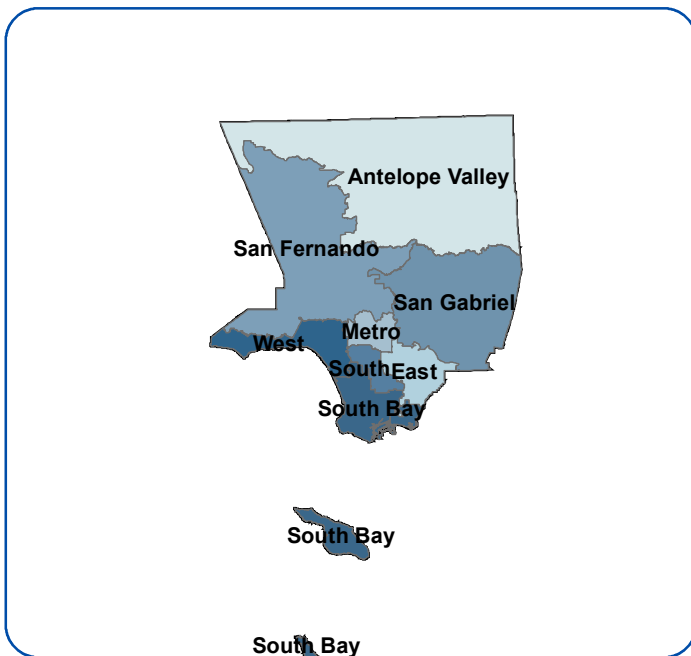 Antelope Valley
San Fernando
San Gabriel
Metro
West
South
East
South Bay
South Bay
South Bay